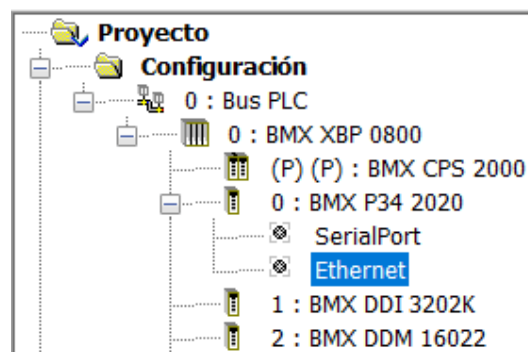 Proyecto
Configuración
0 : Bus PLC
0 : BMX XBP 0800
(P) (P) : BMX CPS 2000
0 : BMX P34 2020
SerialPort
Ethernet
1 : BMX DDI 3202K
2 : BMX DDM 16022